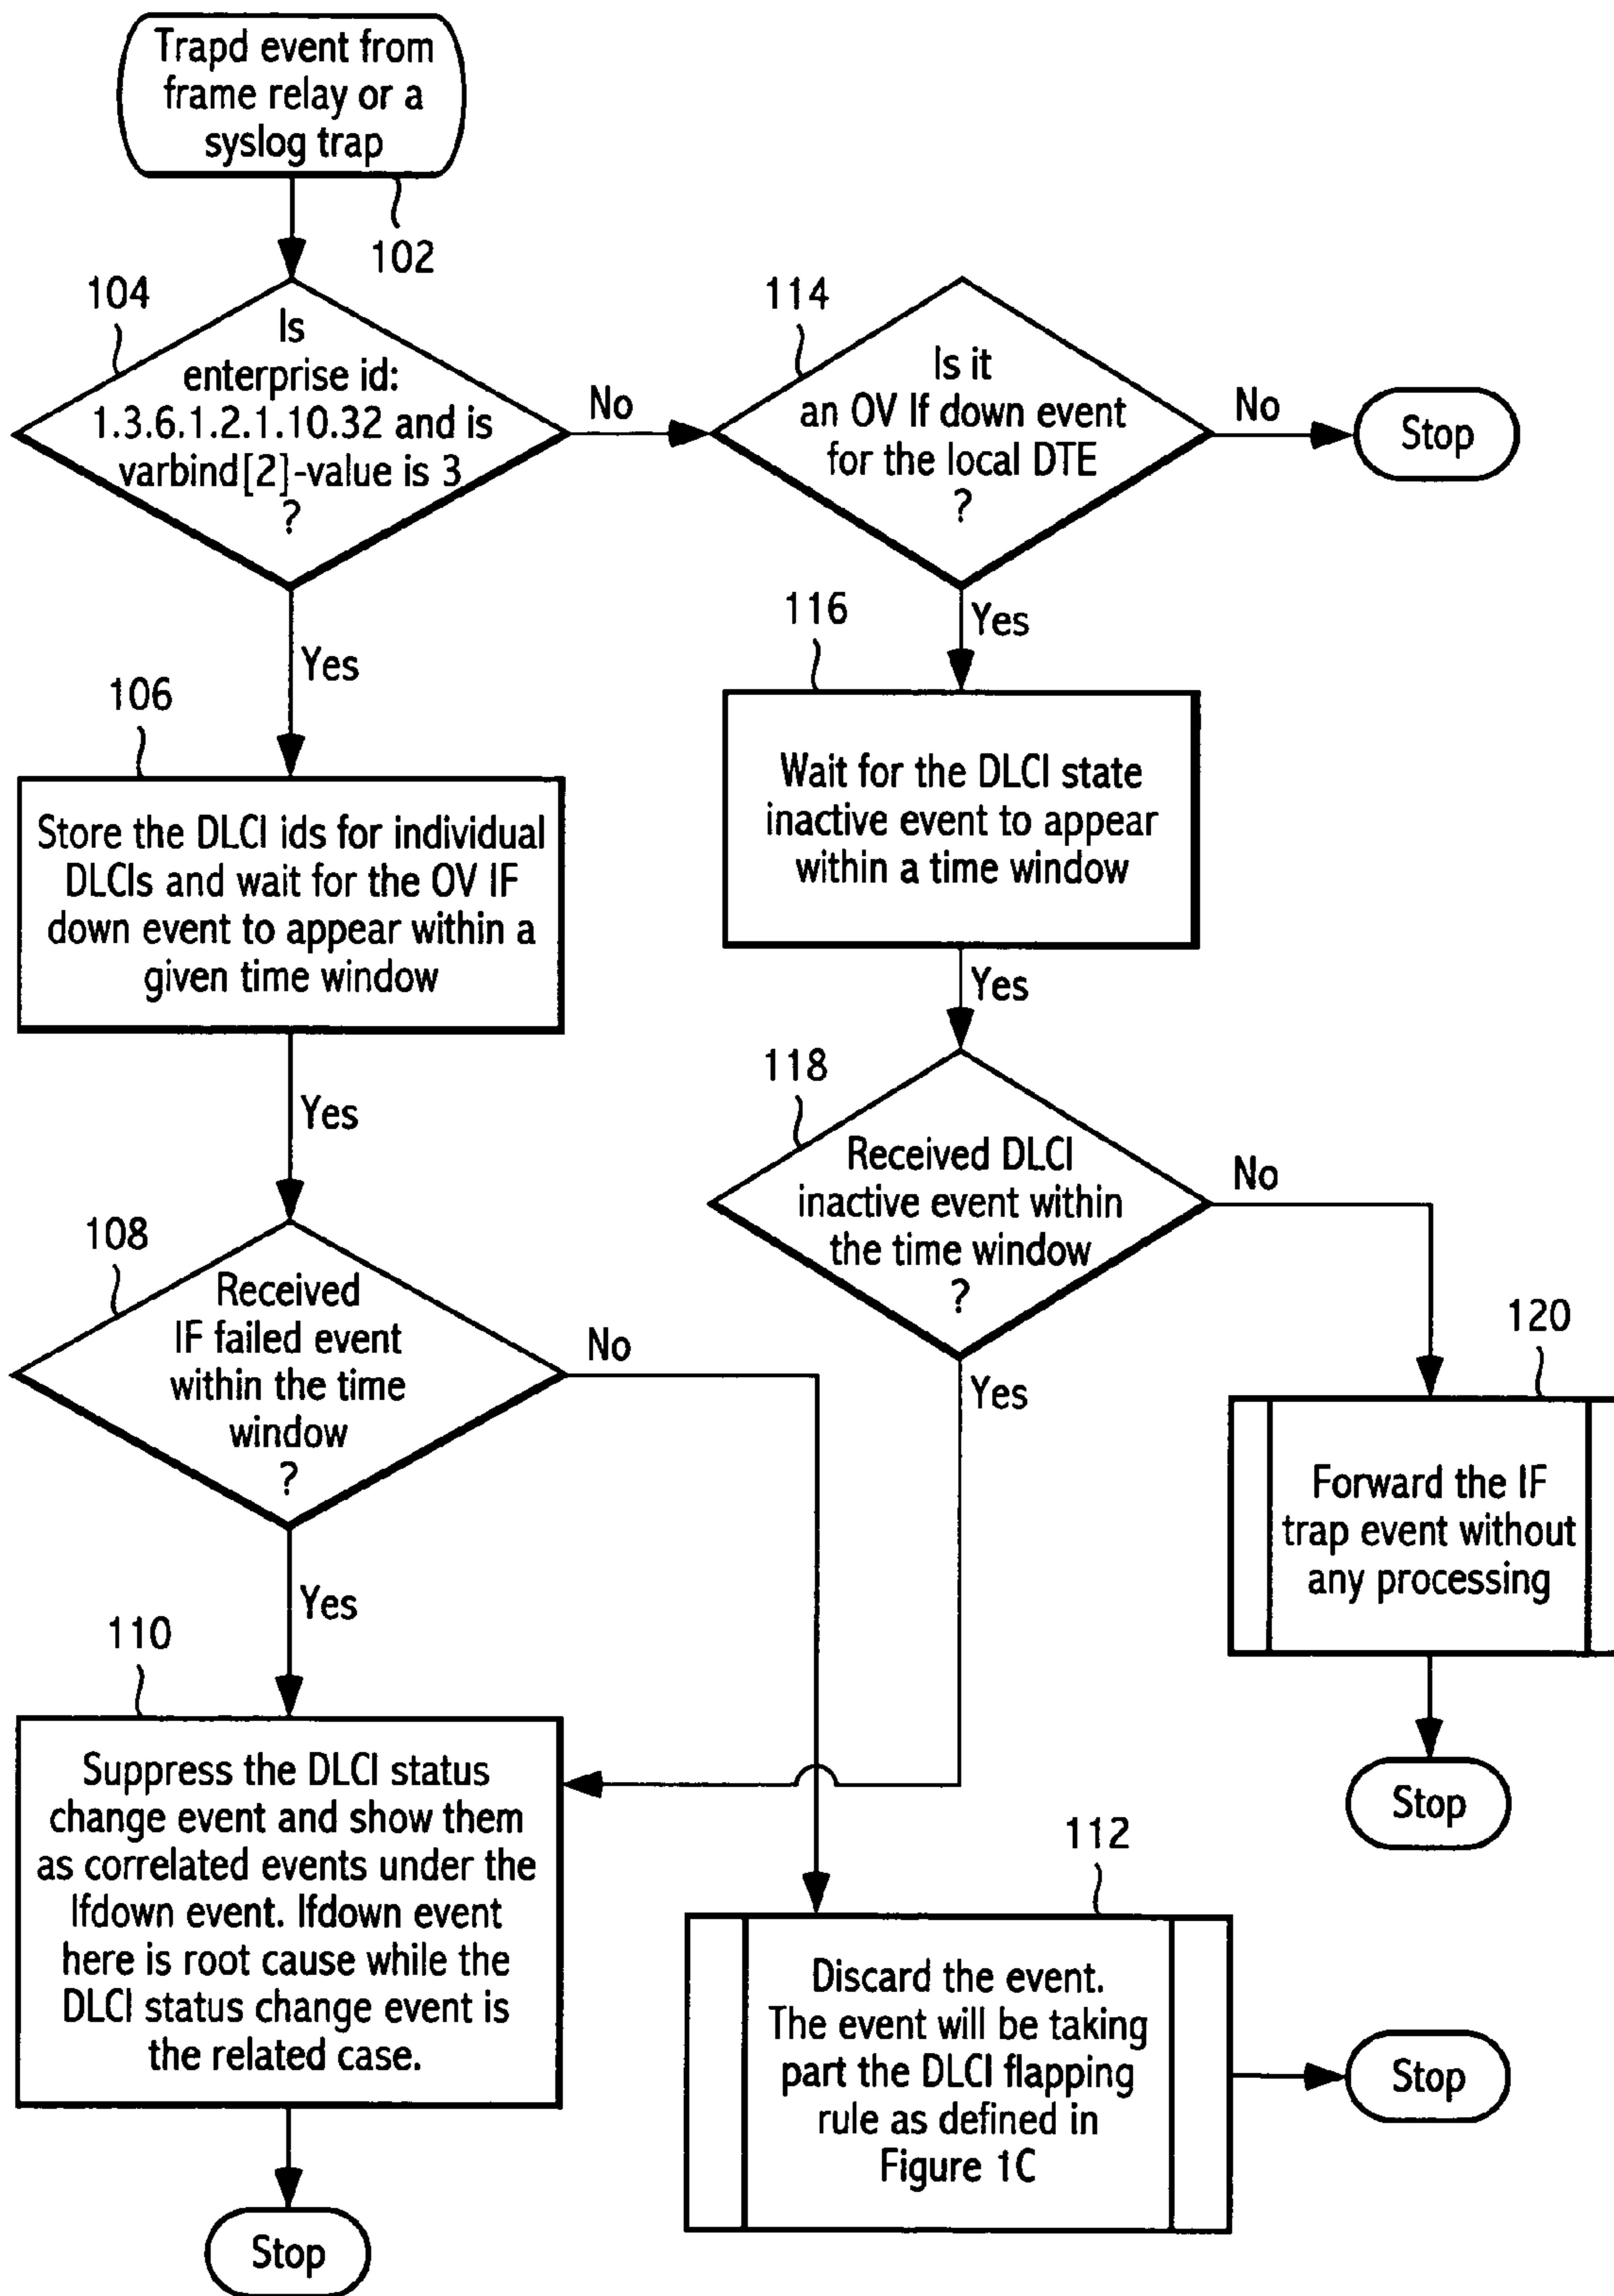 Trapd event from
frame relay or a
syslog trap
102
104
Is
enterprise id:
1.3.6.1.2.1.10.32 and is
varbind[2]-value is 3
?
No
Yes
114
Is it
an OV If down event
for the local DTE
?
No
Stop
Yes
106
Store the DLCI ids for individual
DLCIs and wait for the OV IF
down event to appear within a
given time window
Yes
116
Wait for the DLCI state
inactive event to appear
within a time window
Yes
118
Received DLCI
inactive event within
the time window
?
No
Yes
108
Received
IF failed event
within the time
window
?
No
Yes
120
Forward the IF
trap event without
any processing
Stop
110
Suppress the DLCI status
change event and show them
as correlated events under the
Ifdown event. Ifdown event
here is root cause while the
DLCI status change event is
the related case.
Stop
112
Discard the event.
The event will be taking
part the DLCI flapping
rule as defined in
Figure 1C
Stop